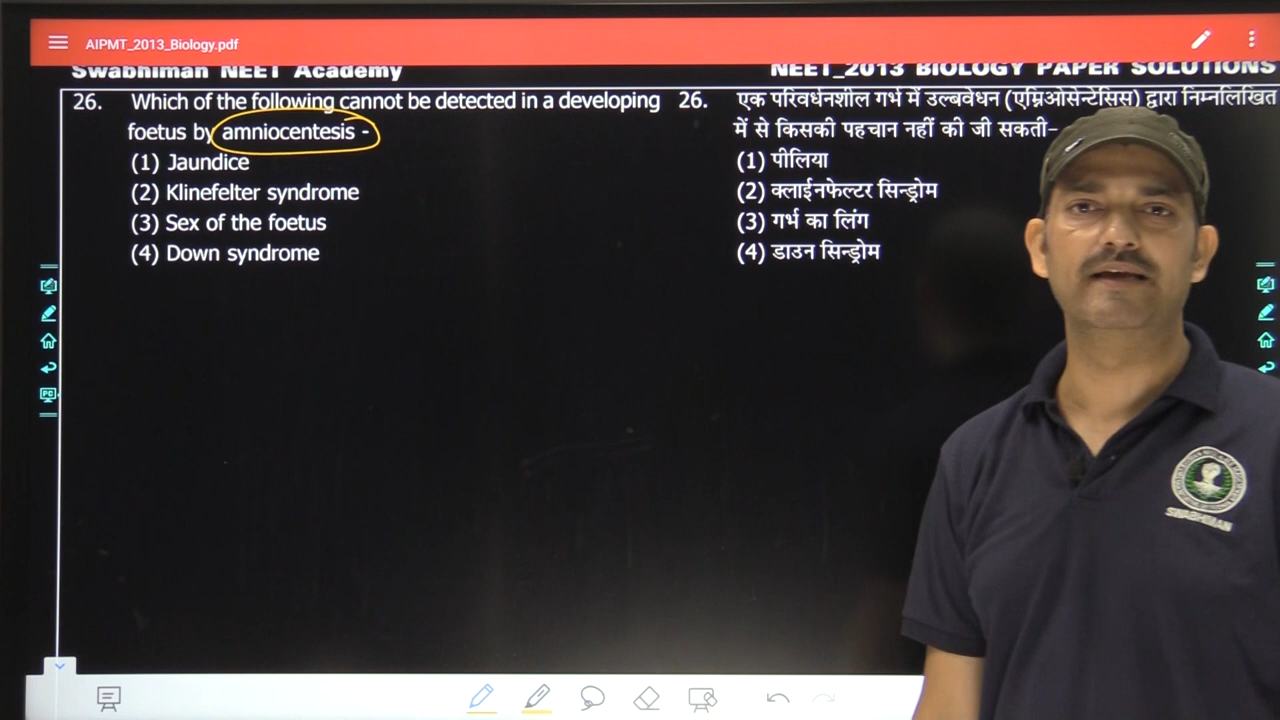 AIPMT_2013_Biology.pdf
Swabhiman NEET Academy
NEET_2013 BIOLOGY PAPER SOLUTIONS
26. Which of the following cannot be detected in a developing
foetus by amniocentesis -
(1) Jaundice
(2) Klinefelter syndrome
(3) Sex of the foetus
(4) Down syndrome
26. एक परिवर्धनशील गर्भ में उल्बवेधन (एम्निओसेन्टेसिस) द्वारा निम्नलिखित
में से किसकी पहचान नहीं की जी सकती-
(1) पीलिया
(2) क्लाईनफेल्टर सिन्ड्रोम
(3) गर्भ का लिंग
(4) डाउन सिन्ड्रोम
PC
SWABHIMAN